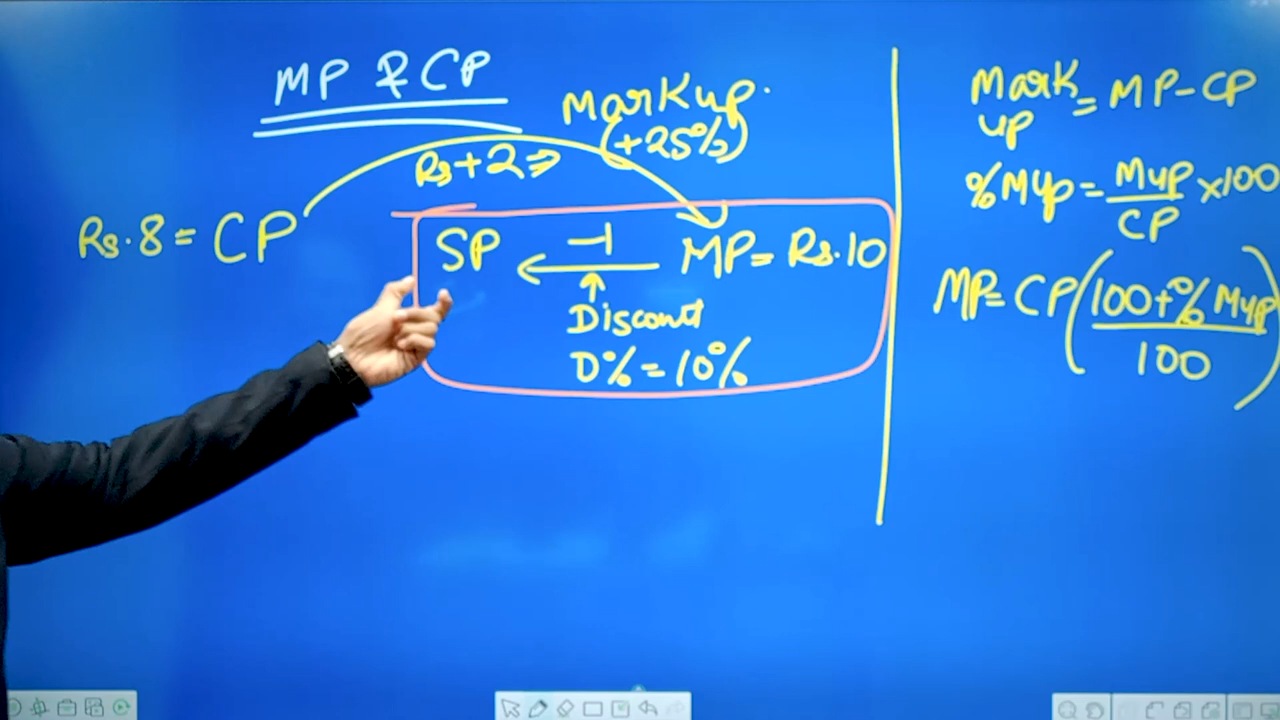 MP & CP
Markup.
(+25%)
Rs+2⇒
Rs.8 = CP
SP ← -1 MP = Rs.10
↑
Discount
D% = 10%
Mark up = MP-CP
%Mup = Mup/CP ×100
MP = CP(100+%Mup/100)